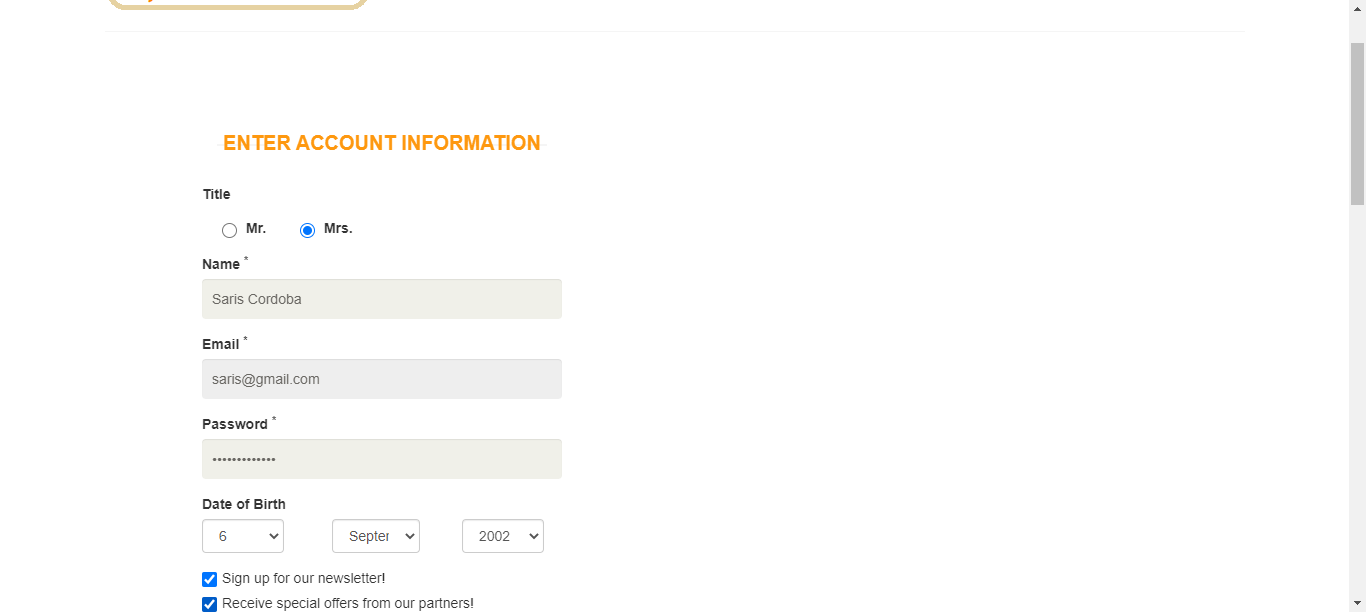 ENTER ACCOUNT INFORMATION
Title
Mr. Mrs.
Name *
Saris Cordoba
Email *
saris@gmail.com
Password *
•••••••••••••
Date of Birth
6 Septer 2002
Sign up for our newsletter!
Receive special offers from our partners!